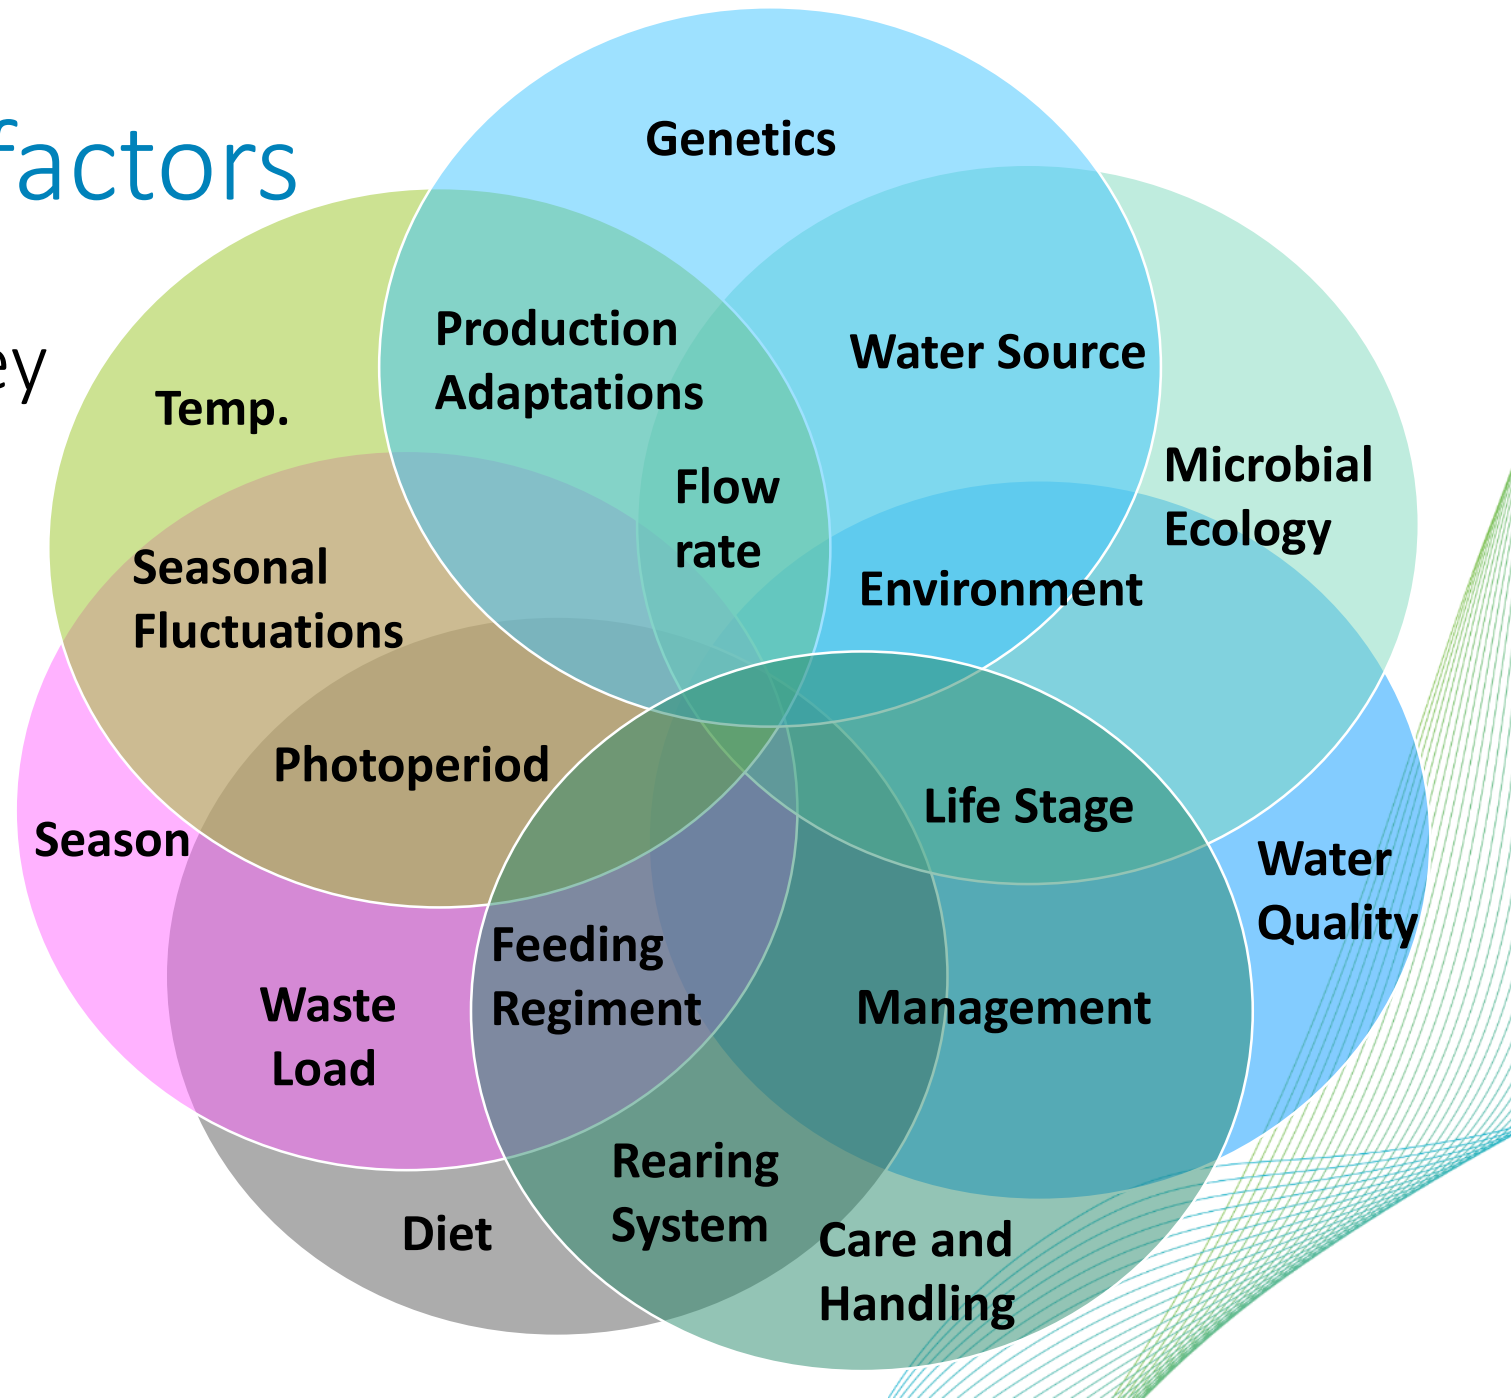 factors
ey
Genetics
Production
Adaptations
Water Source
Temp.
Flow
rate
Microbial
Ecology
Seasonal
Fluctuations
Environment
Photoperiod
Life Stage
Season
Water
Quality
Feeding
Regiment
Waste
Load
Management
Rearing
System
Diet
Care and
Handling